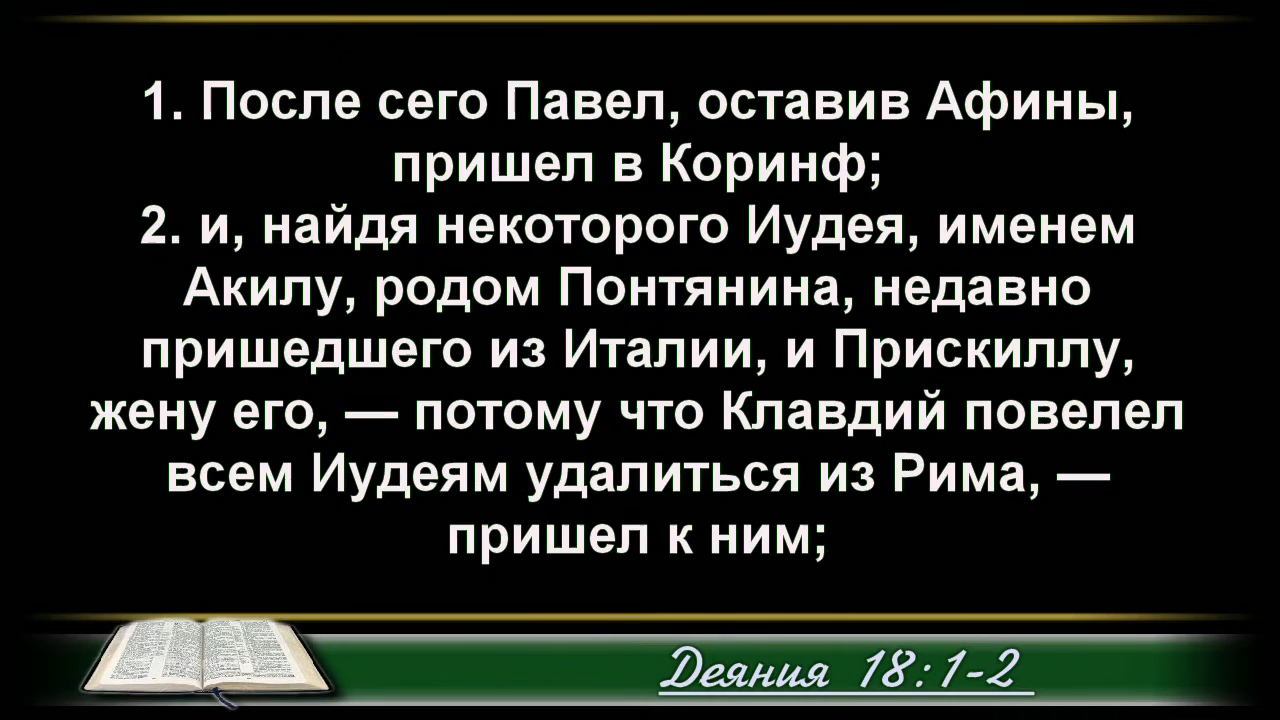 1. После сего Павел, оставив Афины,
пришел в Коринф;
2. и, найдя некоторого Иудея, именем
Акилу, родом Понтянина, недавно
пришедшего из Италии, и Прискиллу,
жену его, — потому что Клавдий повелел
всем Иудеям удалиться из Рима, —
пришел к ним;
Деяния 18:1-2